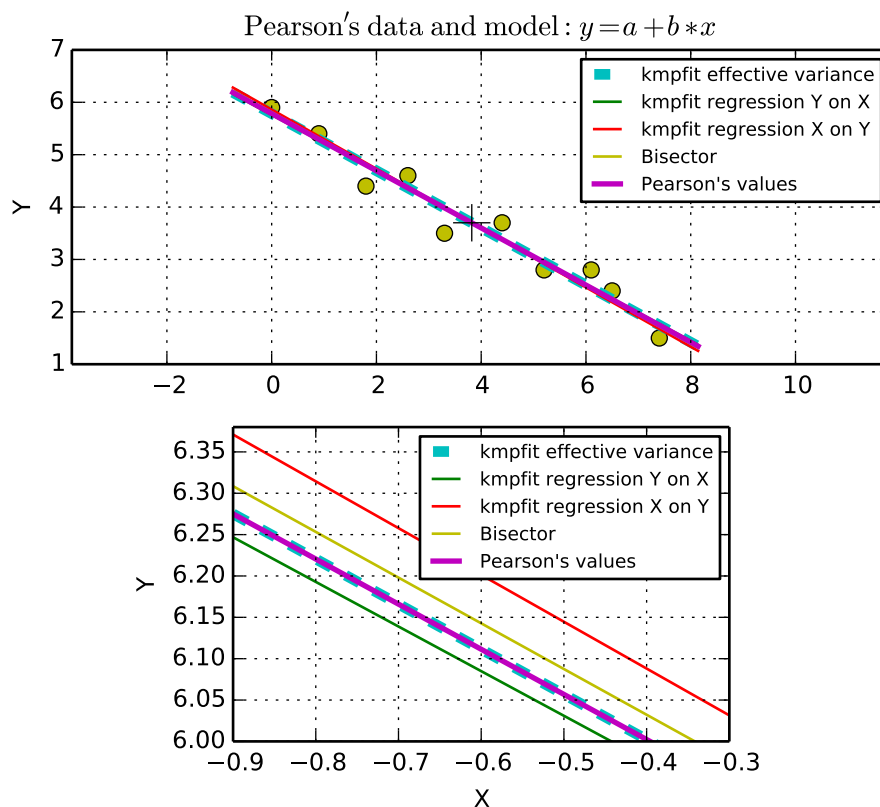 Pearson's data and model: y=a+b∗x
7
6
5
4
3
2
1
Y
kmpfit effective variance
kmpfit regression Y on X
kmpfit regression X on Y
Bisector
Pearson's values
−2 0 2 4 6 8 10
6.35
6.30
6.25
6.20
6.15
6.10
6.05
6.00
Y
kmpfit effective variance
kmpfit regression Y on X
kmpfit regression X on Y
Bisector
Pearson's values
−0.9 −0.8 −0.7 −0.6 −0.5 −0.4 −0.3
X